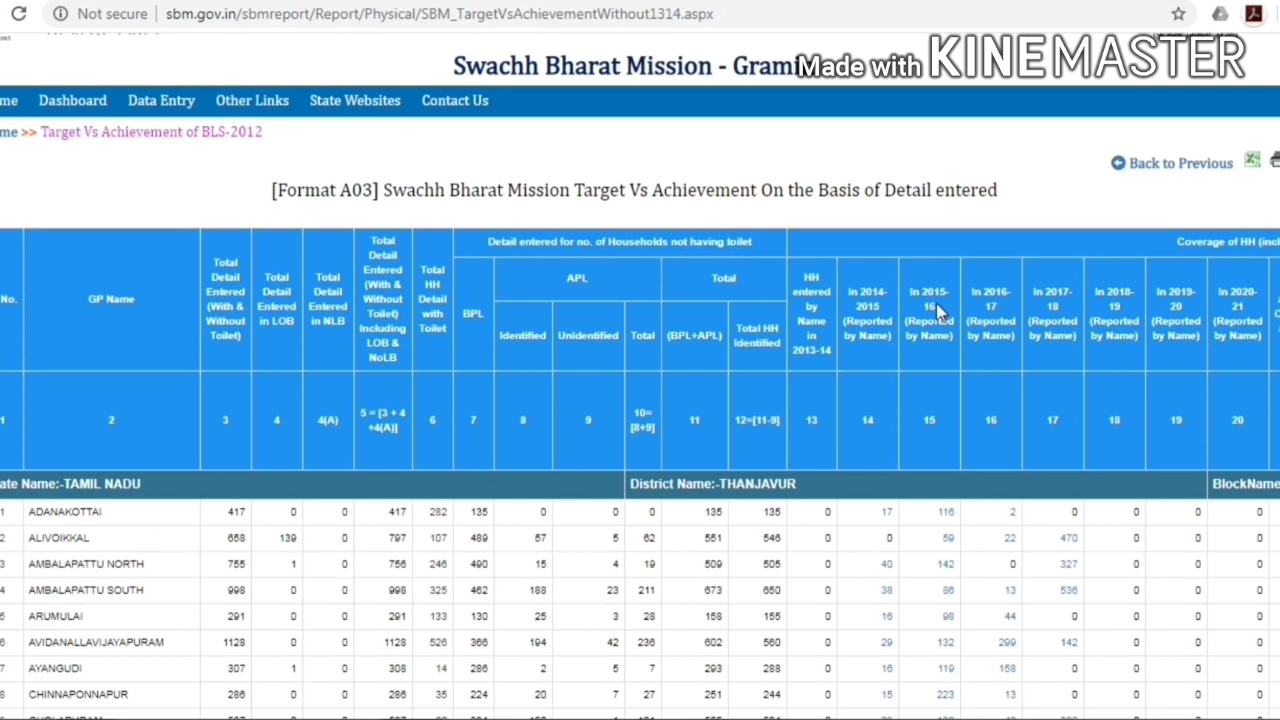 Not secure | sbm.gov.in/sbmreport/Report/Physical/SBM_TargetVsAchievementWithout1314.aspx
Swachh Bharat Mission - Grami
Made with KINEMASTER
me Dashboard Data Entry Other Links State Websites Contact Us
me >> Target Vs Achievement of BLS-2012
Back to Previous
[Format A03] Swachh Bharat Mission Target Vs Achievement On the Basis of Detail entered
No.
GP Name
Total Detail Entered (With & Without Toilet)
Total Detail Entered in LOB
Total Detail Entered in NLB
Total Detail Entered (With & Without Toilet) Including LOB & NoLB
Total HH Detail with Toilet
Detail entered for no. of Households not having toilet
BPL
APL
Identified Unidentified Total
Total
(BPL+APL) Total HH Identified
Coverage of HH (incl
HH entered by Name in 2013-14
In 2014-2015 (Reported by Name)
In 2015-16 (Reported by Name)
In 2016-17 (Reported by Name)
In 2017-18 (Reported by Name)
In 2018-19 (Reported by Name)
In 2019-20 (Reported by Name)
In 2020-21 (Reported by Name)
1 2 3 4 4(A) 5 = [3 + 4 +4(A)] 6 7 8 9 10=[8+9] 11 12=[11-9] 13 14 15 16 17 18 19 20
ate Name:-TAMIL NADU District Name:-THANJAVUR BlockName
1 ADANAKOTTAI 417 0 0 417 282 135 0 0 0 135 135 0 17 116 2 0 0 0 0
2 ALIVOIKKAL 658 139 0 797 107 489 57 5 62 551 546 0 0 59 22 470 0 0 0
3 AMBALAPATTU NORTH 755 1 0 756 246 490 15 4 19 509 505 0 40 142 0 327 0 0 0
4 AMBALAPATTU SOUTH 998 0 0 998 325 462 188 23 211 673 650 0 38 86 13 536 0 0 0
5 ARUMULAI 291 0 0 291 133 130 25 3 28 158 155 0 16 98 44 0 0 0 0
6 AVIDANALLAVIJAYAPURAM 1128 0 0 1128 526 366 194 42 236 602 560 0 29 132 299 142 0 0 0
7 AYANGUDI 307 1 0 308 14 286 2 5 7 293 288 0 16 119 158 0 0 0 0
8 CHINNAPONNAPUR 286 0 0 286 35 224 20 7 27 251 244 0 15 223 13 0 0 0 0